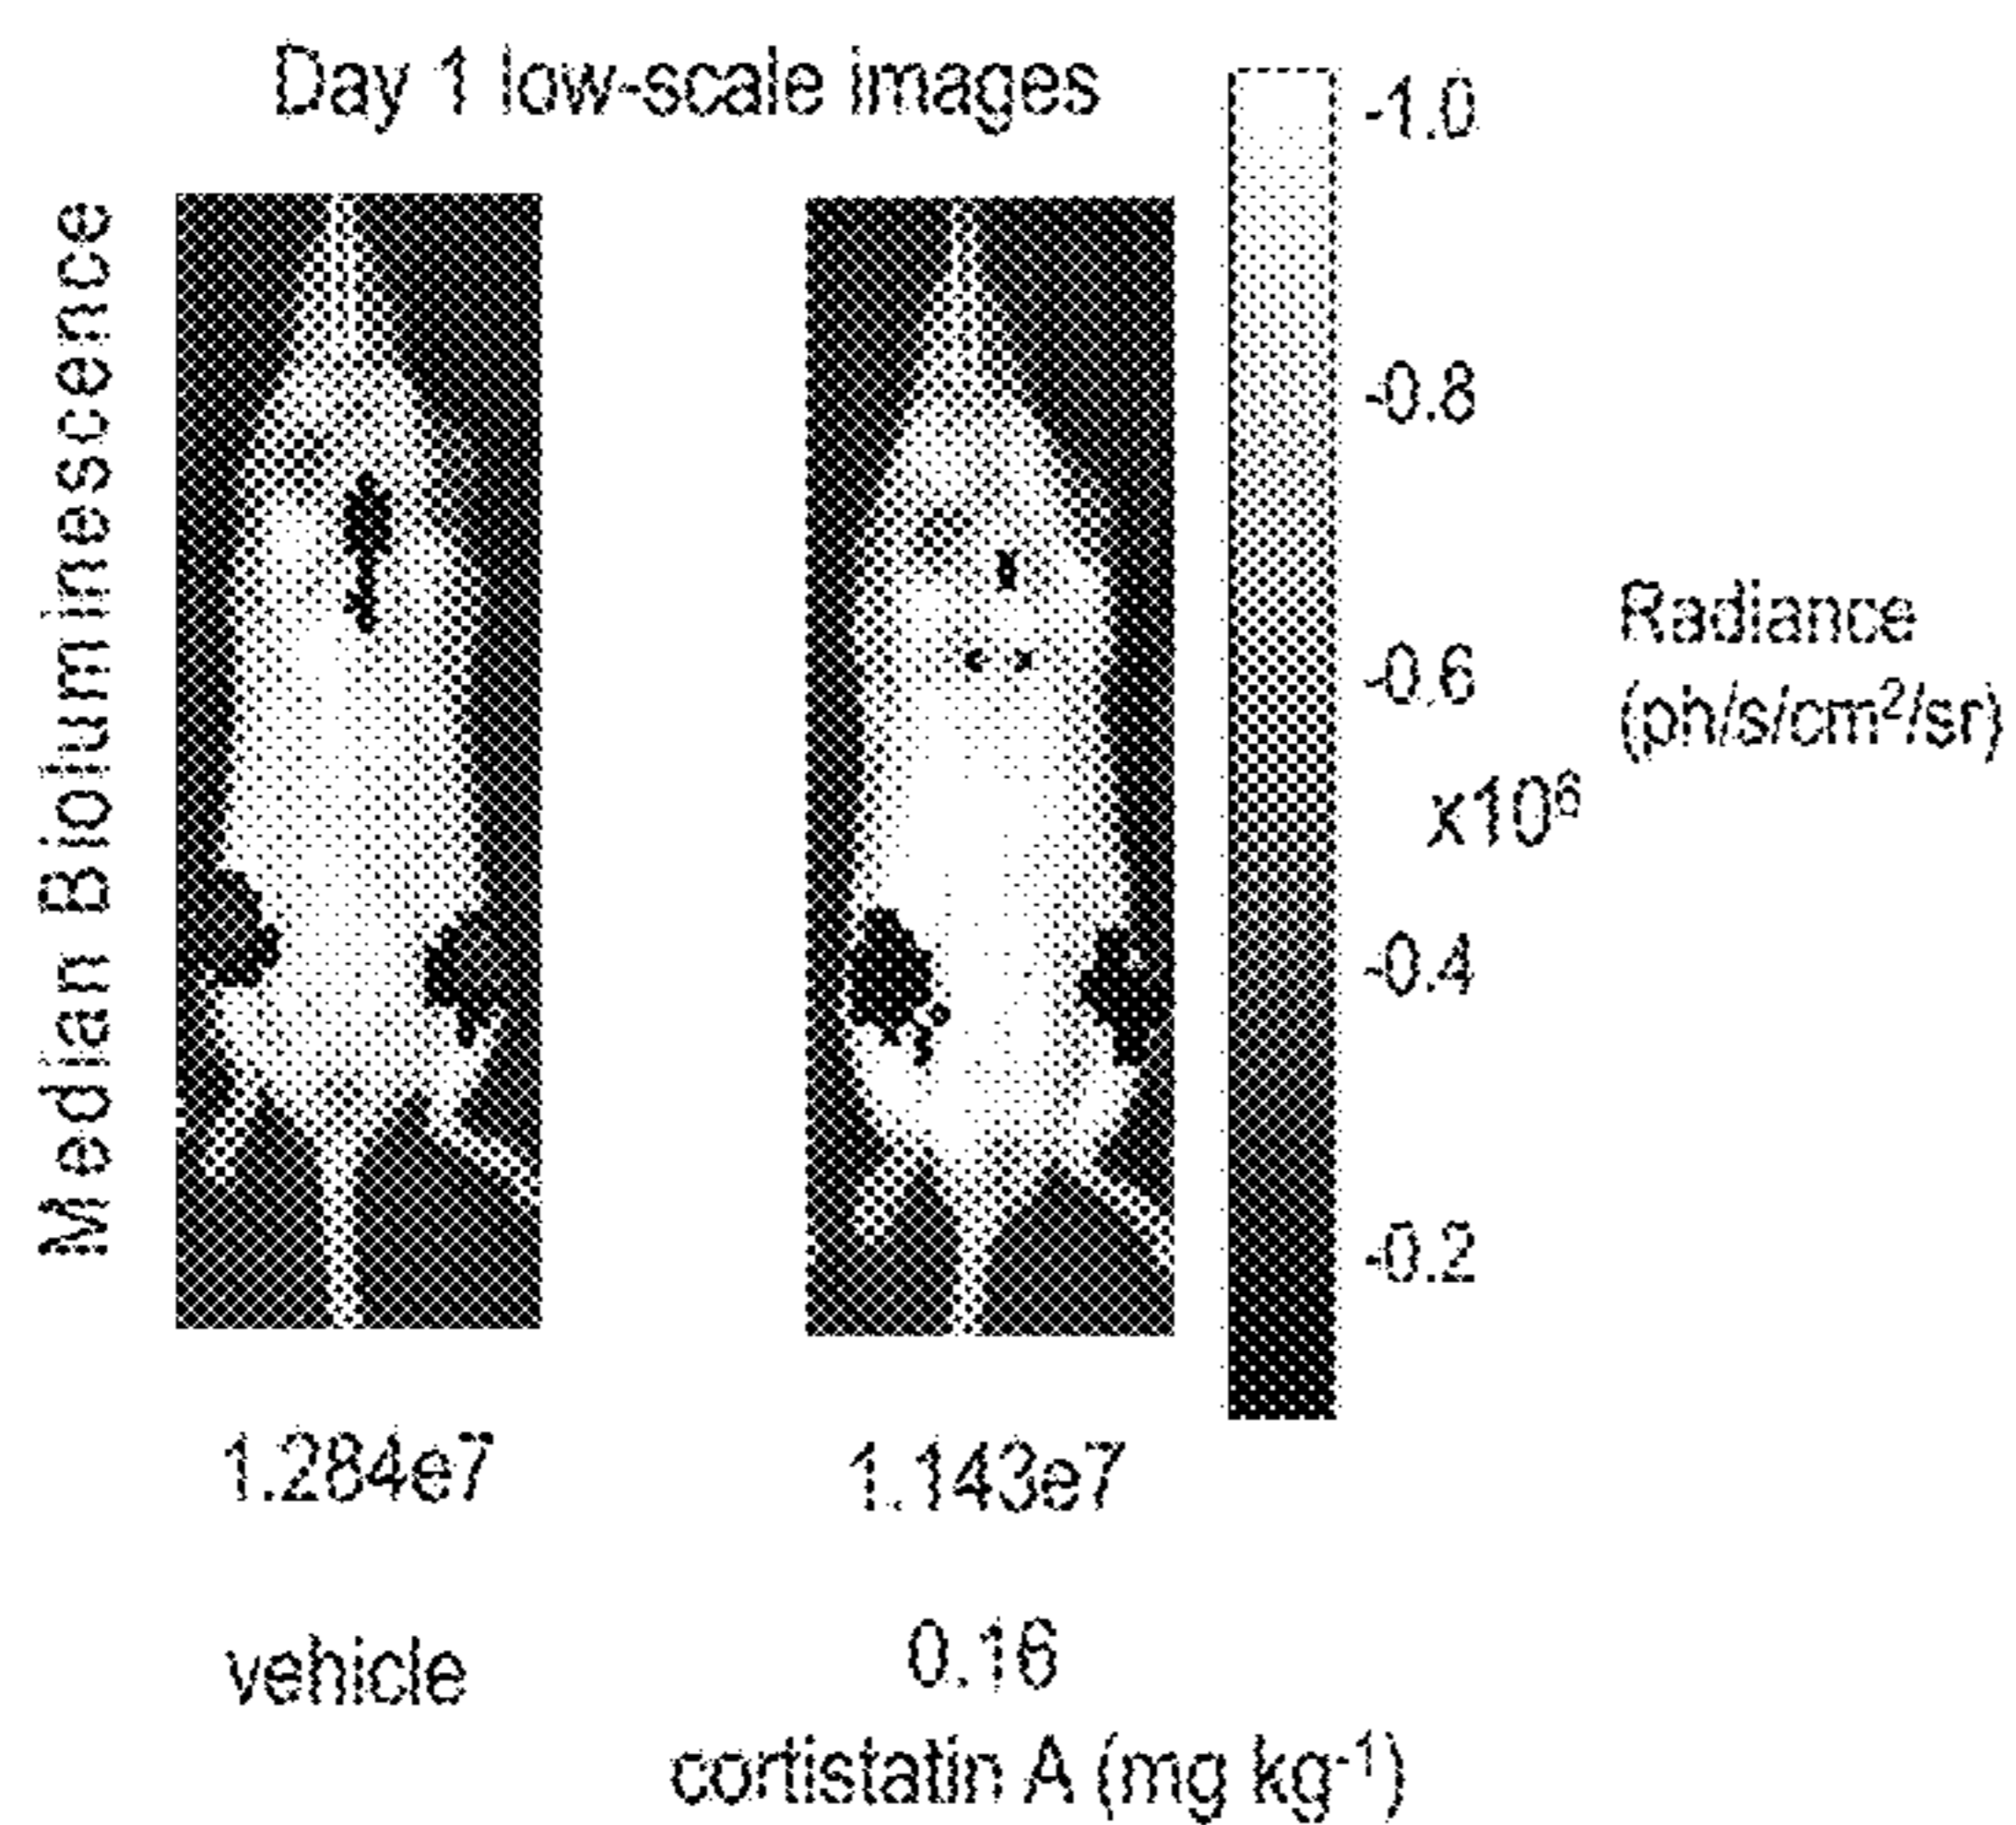 Day 1 low-scale images
Median Bioluminescence
-1.0
-0.8
-0.6
-0.4
-0.2
x10⁶
Radiance
(ph/s/cm²/sr)
1.284e7
1.143e7
vehicle
0.16
cortistatin A (mg kg⁻¹)